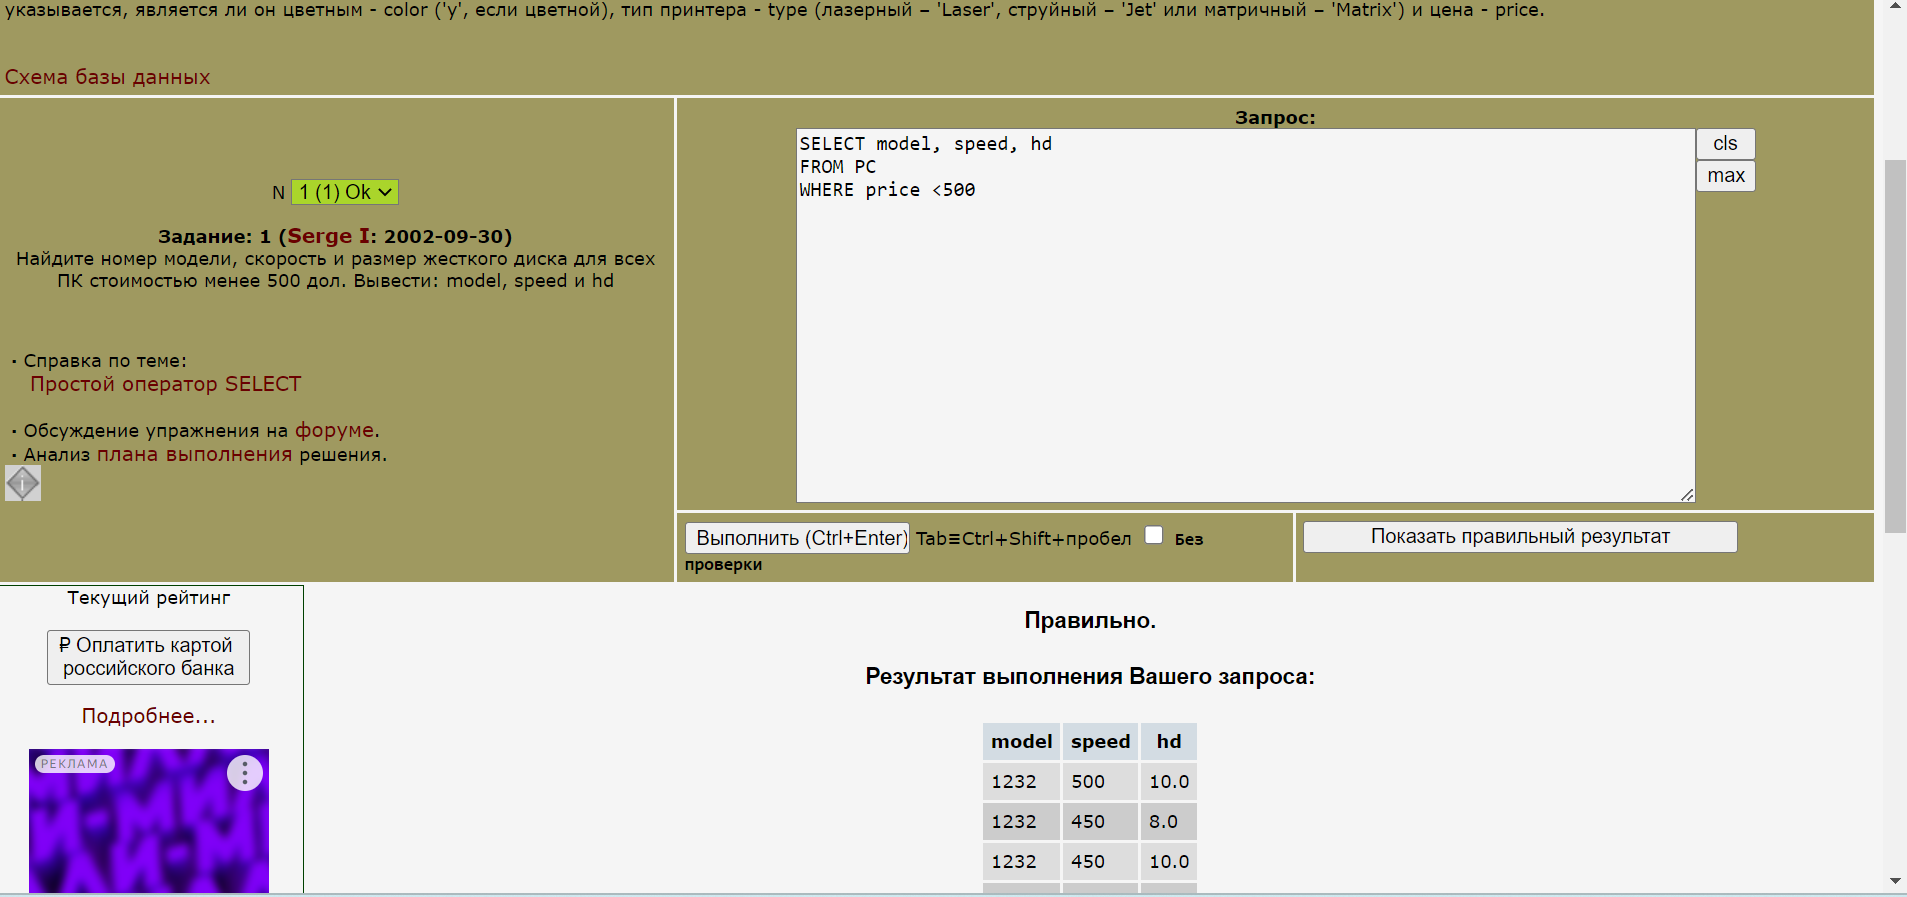 указывается, является ли он цветным - color ('y', если цветной), тип принтера - type (лазерный – 'Laser', струйный – 'Jet' или матричный – 'Matrix') и цена - price.
Схема базы данных
N 1 (1) Ok
Задание: 1 (Serge I: 2002-09-30)
Найдите номер модели, скорость и размер жесткого диска для всех
ПК стоимостью менее 500 дол. Вывести: model, speed и hd
· Справка по теме:
Простой оператор SELECT
· Обсуждение упражнения на форуме.
· Анализ плана выполнения решения.
Запрос:
SELECT model, speed, hd
FROM PC
WHERE price <500
cls
max
Выполнить (Ctrl+Enter) Tab≡Ctrl+Shift+пробел Без
проверки
Показать правильный результат
Текущий рейтинг
₽ Оплатить картой
российского банка
Подробнее...
РЕКЛАМА
Правильно.
Результат выполнения Вашего запроса:
model speed hd
1232 500 10.0
1232 450 8.0
1232 450 10.0